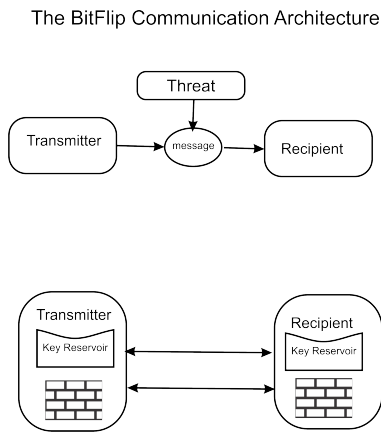 The BitFlip Communication Architecture
Threat
Transmitter
message
Recipient
Transmitter
Recipient
Key Reservoir
Key Reservoir